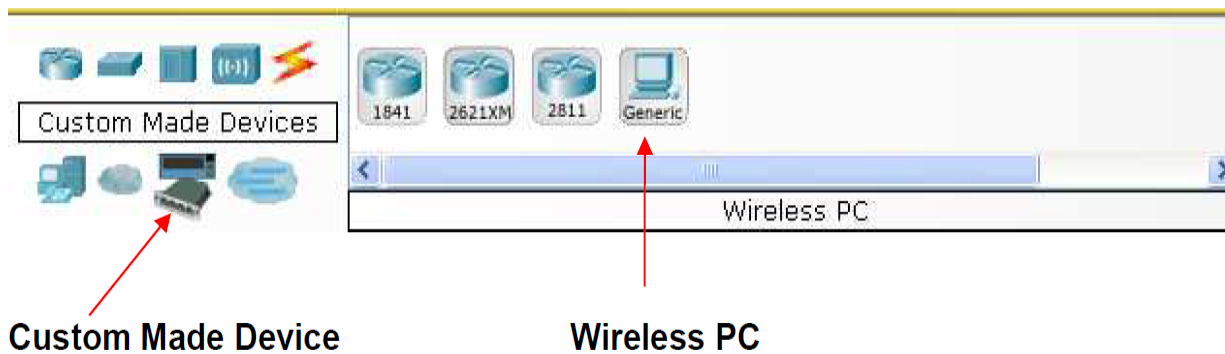 1841
2621XM
2811
Generic
Custom Made Devices
Wireless PC
Custom Made Device
Wireless PC